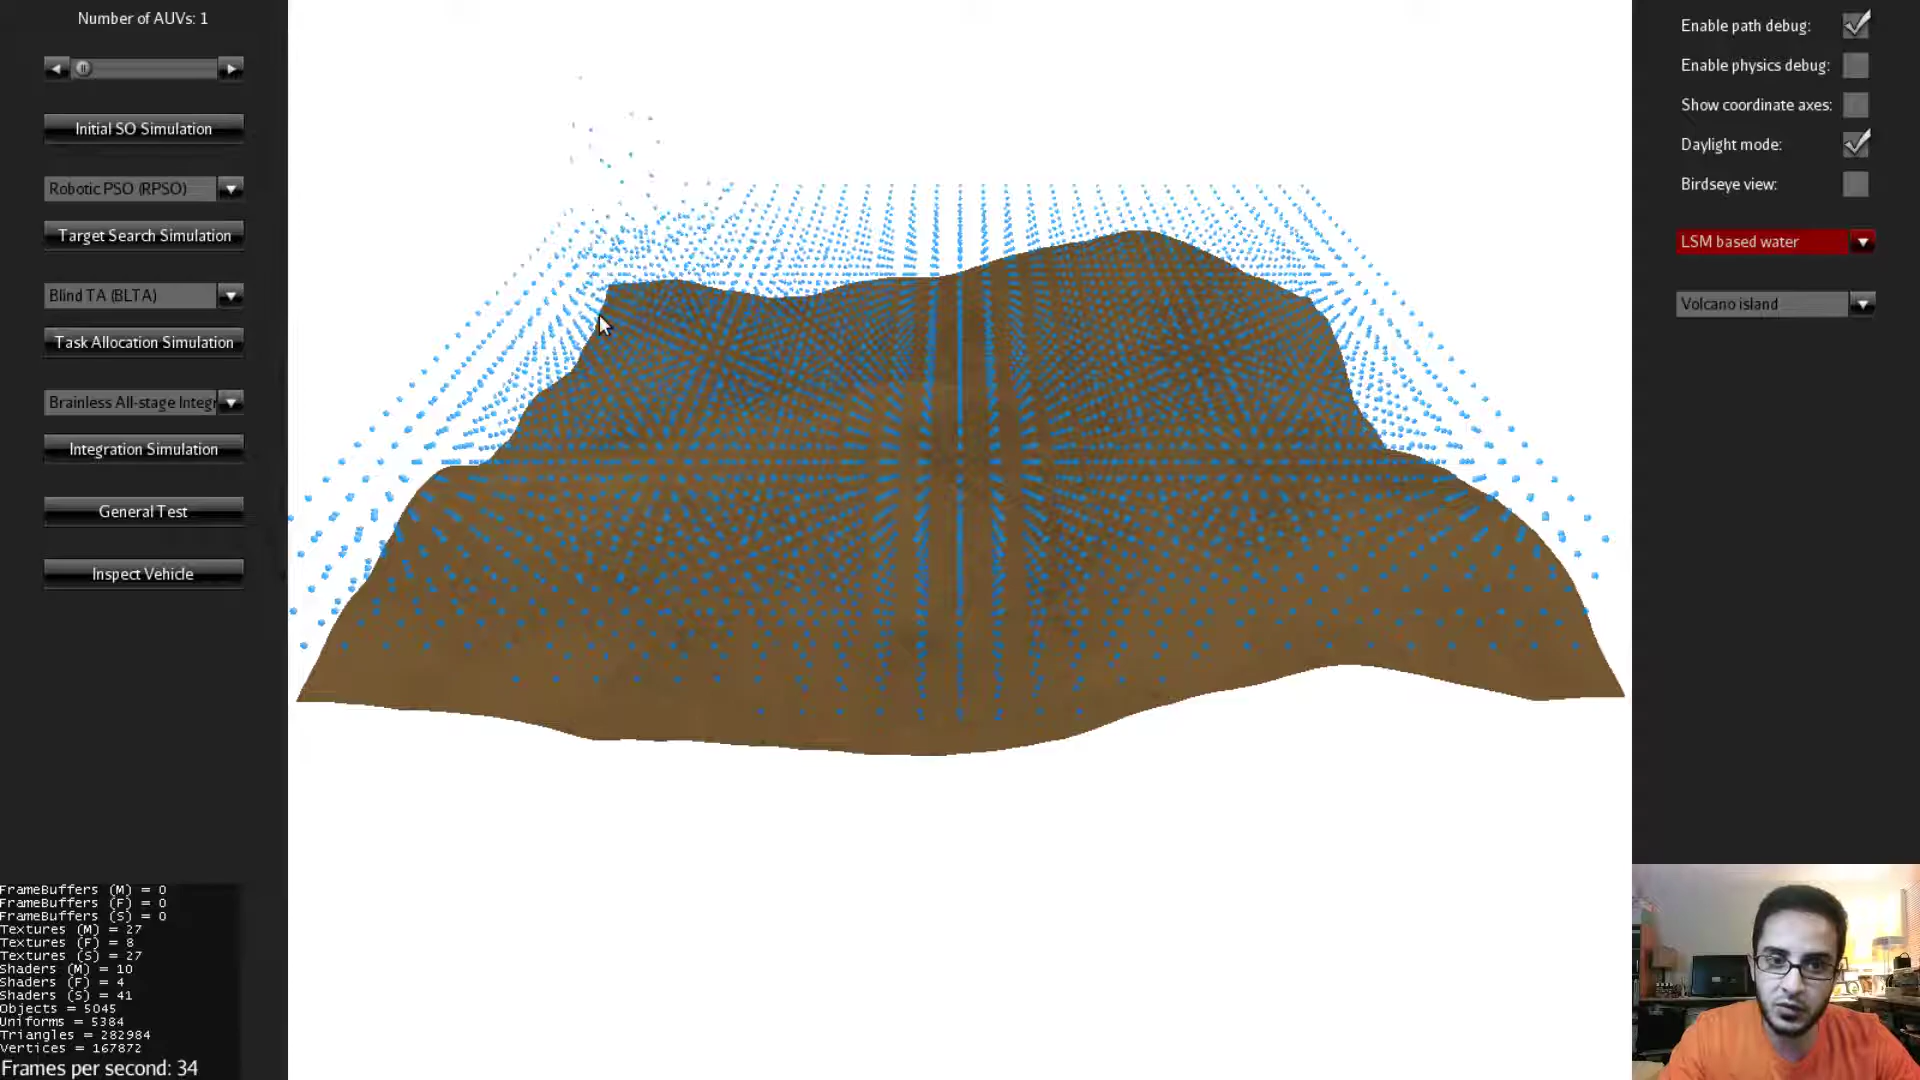 Number of AUVs: 1
Initial SO Simulation
Robotic PSO (RPSO)
Target Search Simulation
Blind TA (BLTA)
Task Allocation Simulation
Brainless All-stage Integr
Integration Simulation
General Test
Inspect Vehicle
FrameBuffers (M) = 0
FrameBuffers (F) = 0
FrameBuffers (S) = 0
Textures (M) = 27
Textures (F) = 8
Textures (S) = 27
Shaders (M) = 10
Shaders (F) = 4
Shaders (S) = 41
Objects = 5045
Uniforms = 5384
Triangles = 282984
Vertices = 167872
Frames per second: 34
Enable path debug:
Enable physics debug:
Show coordinate axes:
Daylight mode:
Birdseye view:
LSM based water
Volcano island